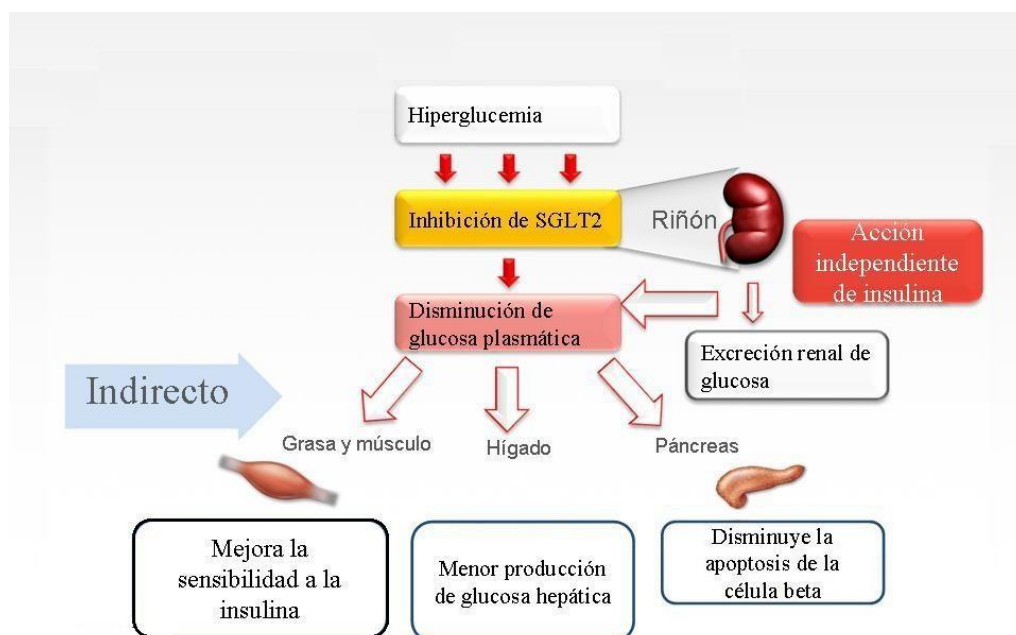 Hiperglucemia
Inhibición de SGLT2
Riñón
Acción
independiente
de insulina
Disminución de
glucosa plasmática
Excreción renal de
glucosa
Indirecto
Grasa y músculo
Hígado
Páncreas
Mejora la
sensibilidad a la
insulina
Menor producción
de glucosa hepática
Disminuye la
apoptosis de la
célula beta